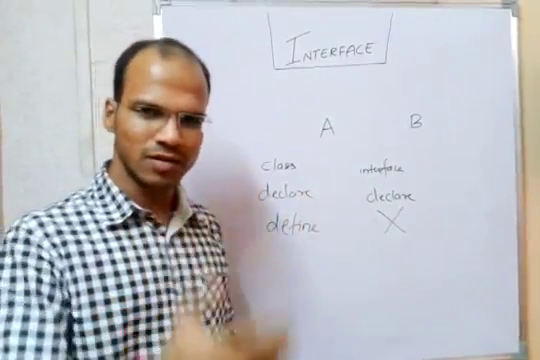 INTERFACE
A B
class interface
declare declare
define X